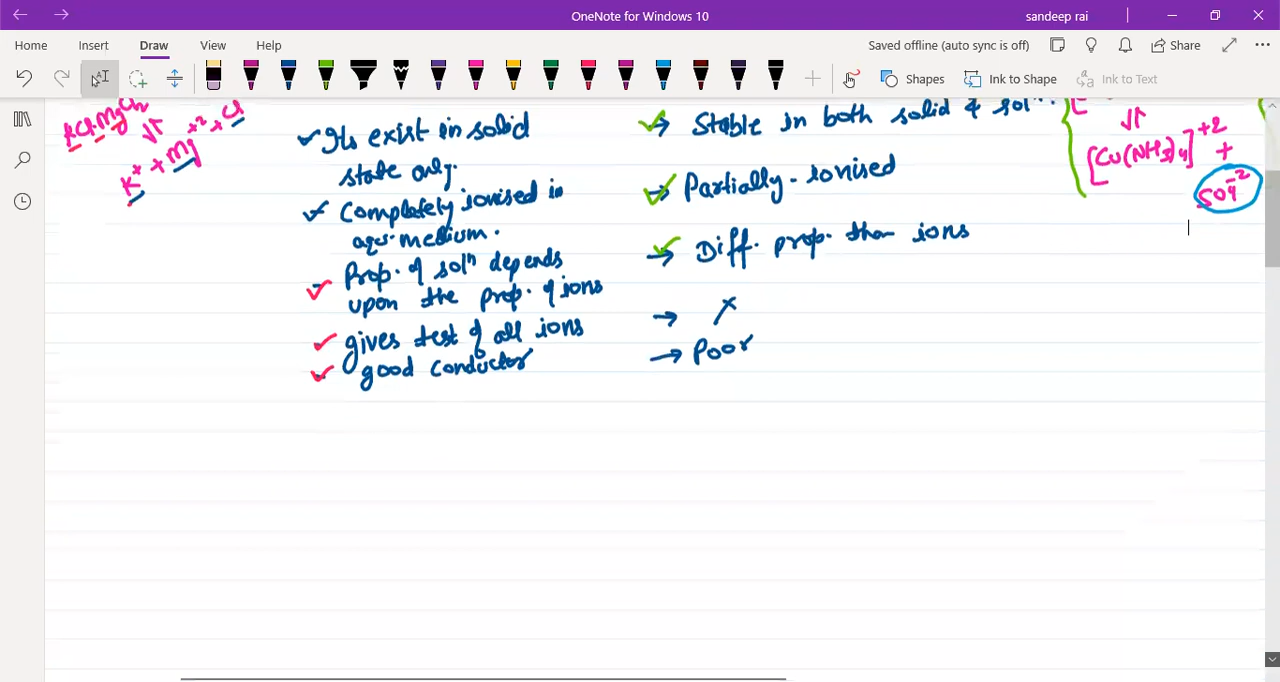 OneNote for Windows 10
sandeep rai
Home Insert Draw View Help
Saved offline (auto sync is off)
Share
Shapes
Ink to Shape
Ink to Text
KCl.MgCl2
K+ + Mg+2 + Cl
Its exist in solid
state only.
Completely ionised in
aqs. medium.
Prop. of solⁿ depends
upon the prop. of ions
gives test of all ions
good conductor
Stable in both solid & solⁿ.
Partially - ionised
Diff. prop. than ions
→ ×
→ Poor
[Cu(NH3)4]+2
+
SO4-2